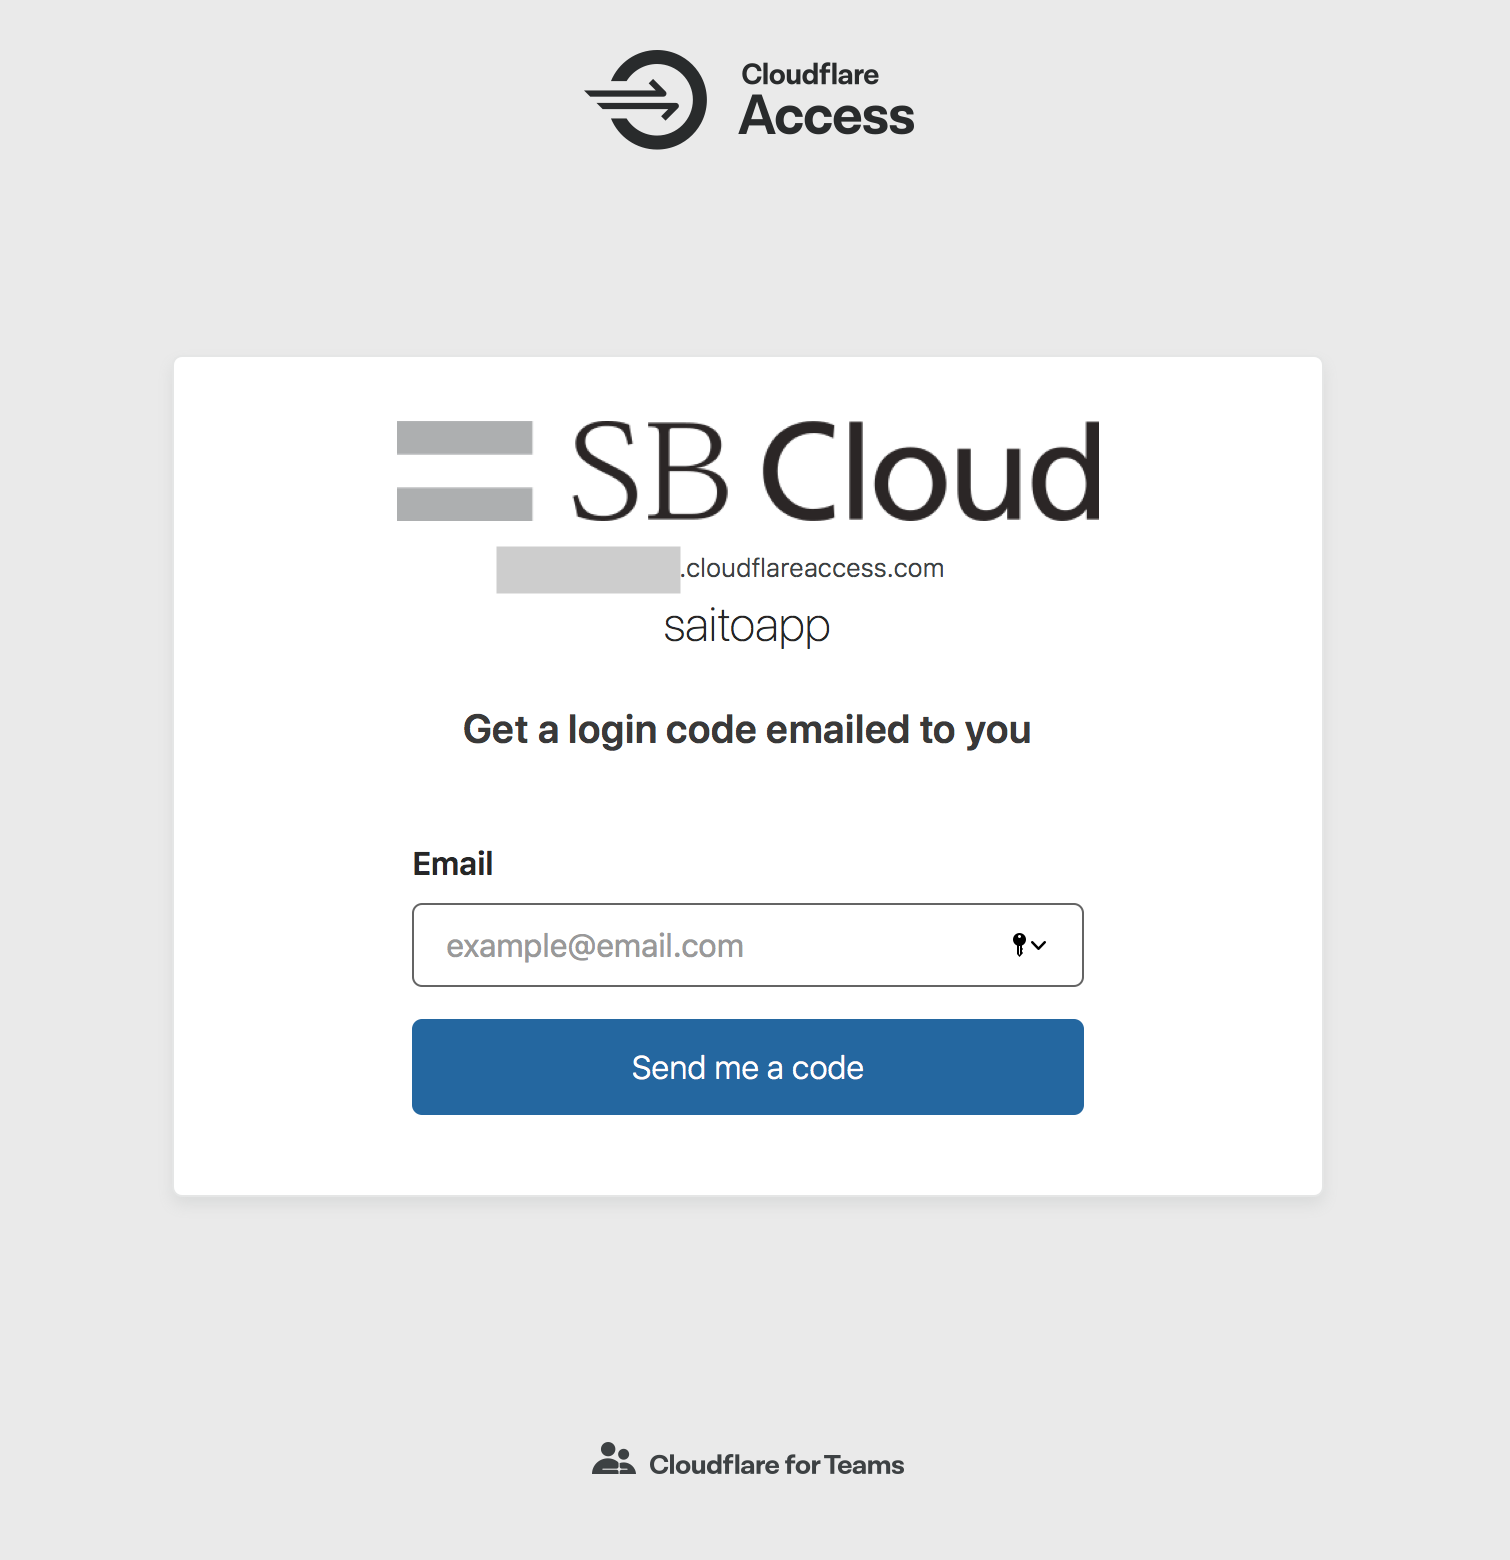 Cloudflare
Access
SB Cloud
.cloudflareaccess.com
saitoapp
Get a login code emailed to you
Email
example@email.com
Send me a code
Cloudflare for Teams